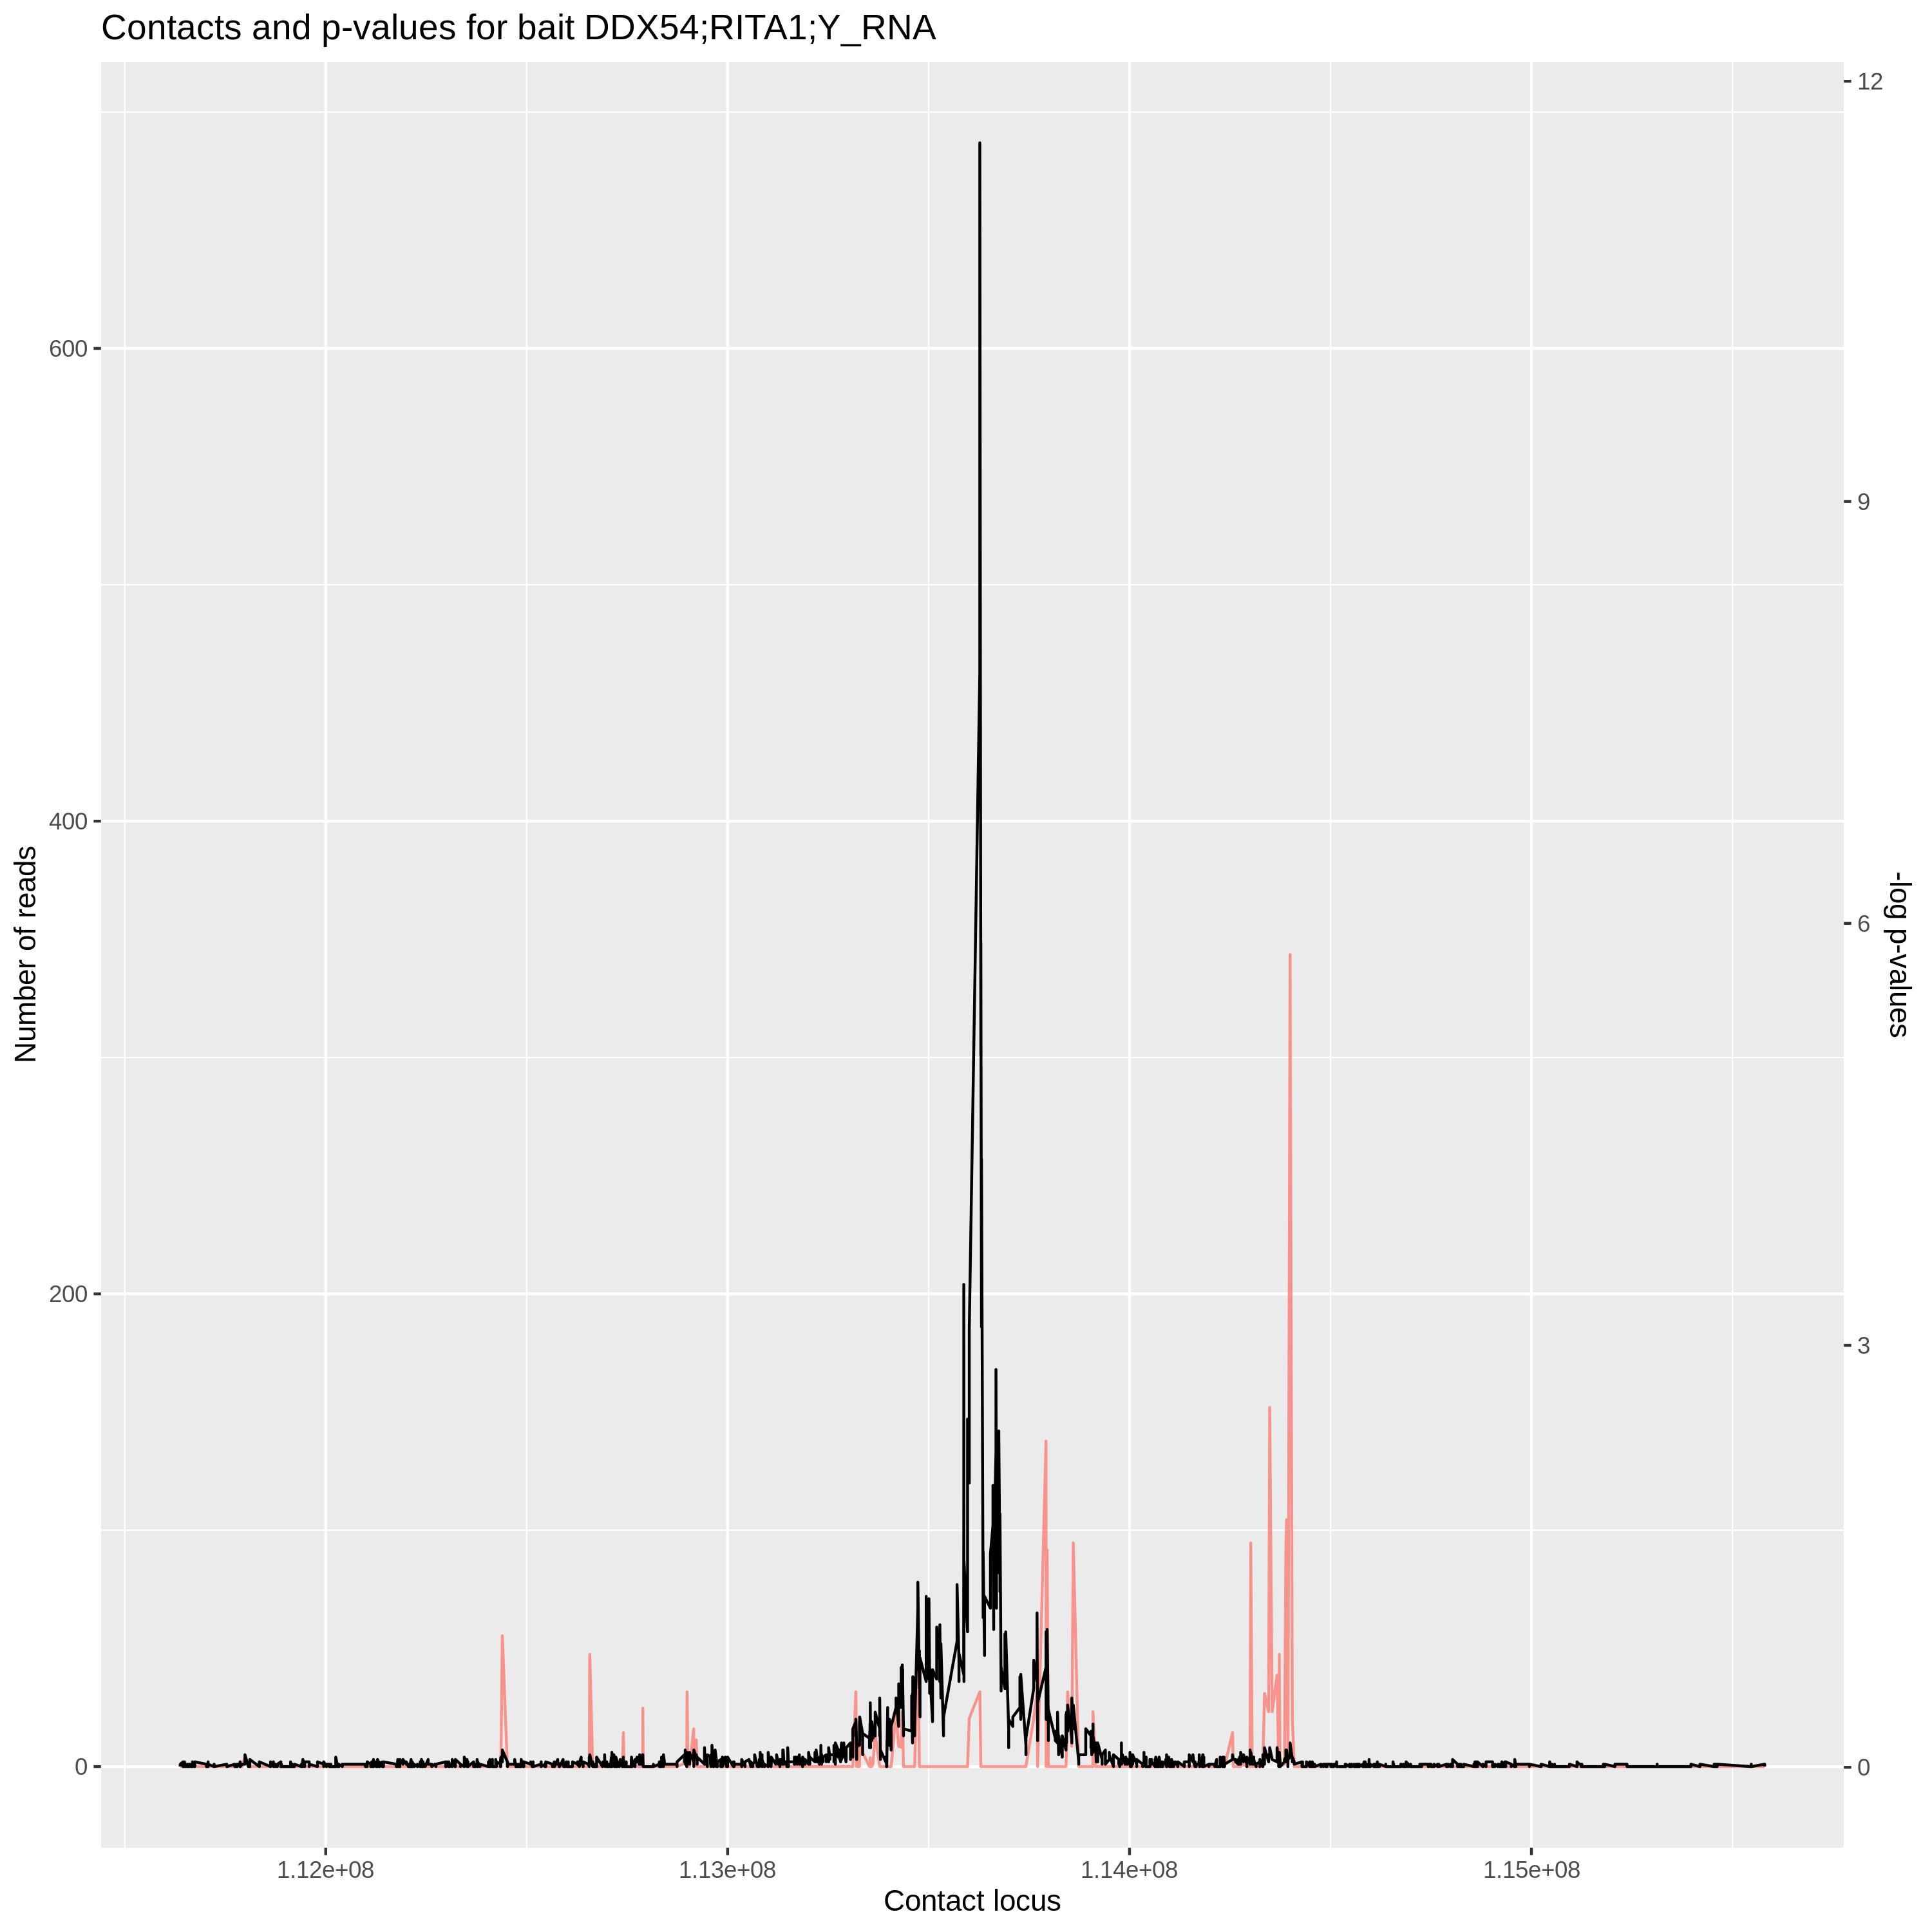 Contacts and p-values for bait DDX54;RITA1;Y_RNA
12
9
6
3
0
600
400
200
0
Number of reads
-log p-values
1.12e+08
1.13e+08
1.14e+08
1.15e+08
Contact locus